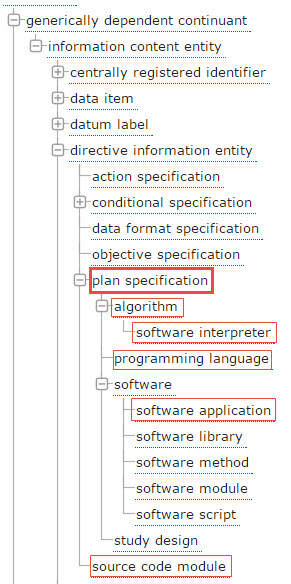 generically dependent continuant
information content entity
centrally registered identifier
data item
datum label
directive information entity
action specification
conditional specification
data format specification
objective specification
plan specification
algorithm
software interpreter
programming language
software
software application
software library
software method
software module
software script
study design
source code module